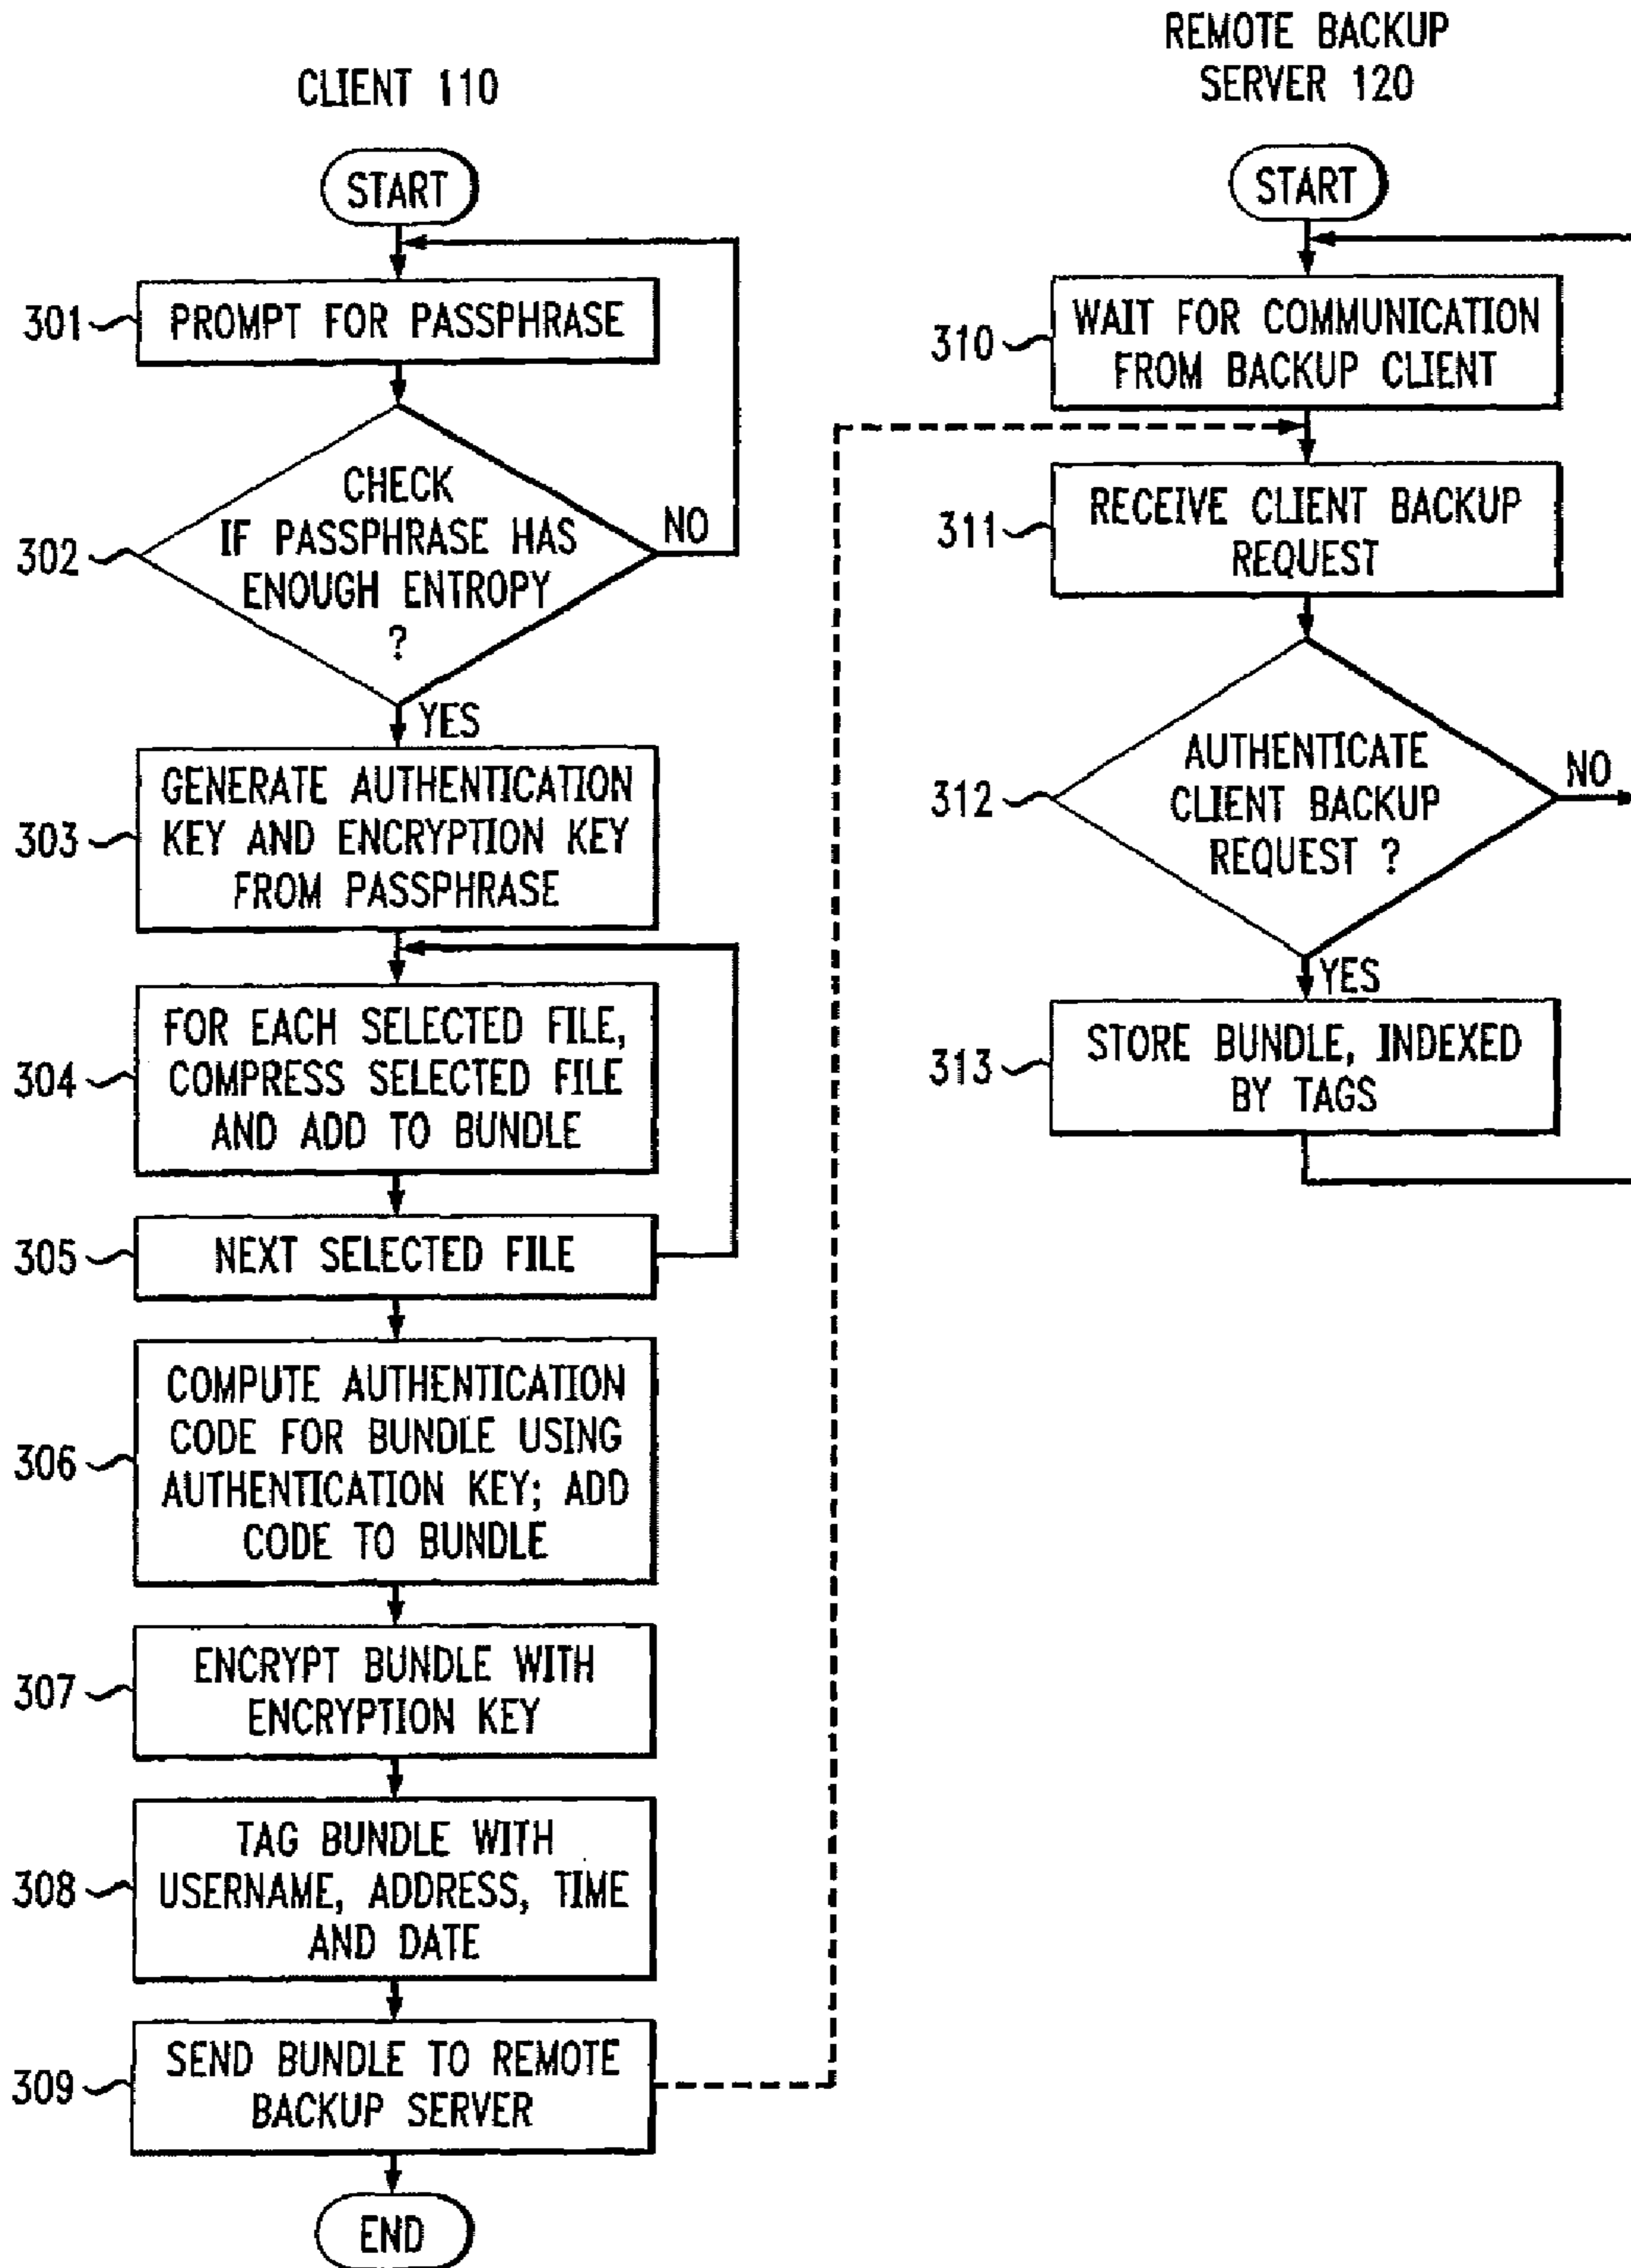 CLIENT 110
START
301
PROMPT FOR PASSPHRASE
302
CHECK
IF PASSPHRASE HAS
ENOUGH ENTROPY
?
NO
YES
303
GENERATE AUTHENTICATION
KEY AND ENCRYPTION KEY
FROM PASSPHRASE
304
FOR EACH SELECTED FILE,
COMPRESS SELECTED FILE
AND ADD TO BUNDLE
305
NEXT SELECTED FILE
306
COMPUTE AUTHENTICATION
CODE FOR BUNDLE USING
AUTHENTICATION KEY; ADD
CODE TO BUNDLE
307
ENCRYPT BUNDLE WITH
ENCRYPTION KEY
308
TAG BUNDLE WITH
USERNAME, ADDRESS, TIME
AND DATE
309
SEND BUNDLE TO REMOTE
BACKUP SERVER
END
REMOTE BACKUP
SERVER 120
START
310
WAIT FOR COMMUNICATION
FROM BACKUP CLIENT
311
RECEIVE CLIENT BACKUP
REQUEST
312
AUTHENTICATE
CLIENT BACKUP
REQUEST ?
NO
YES
313
STORE BUNDLE, INDEXED
BY TAGS